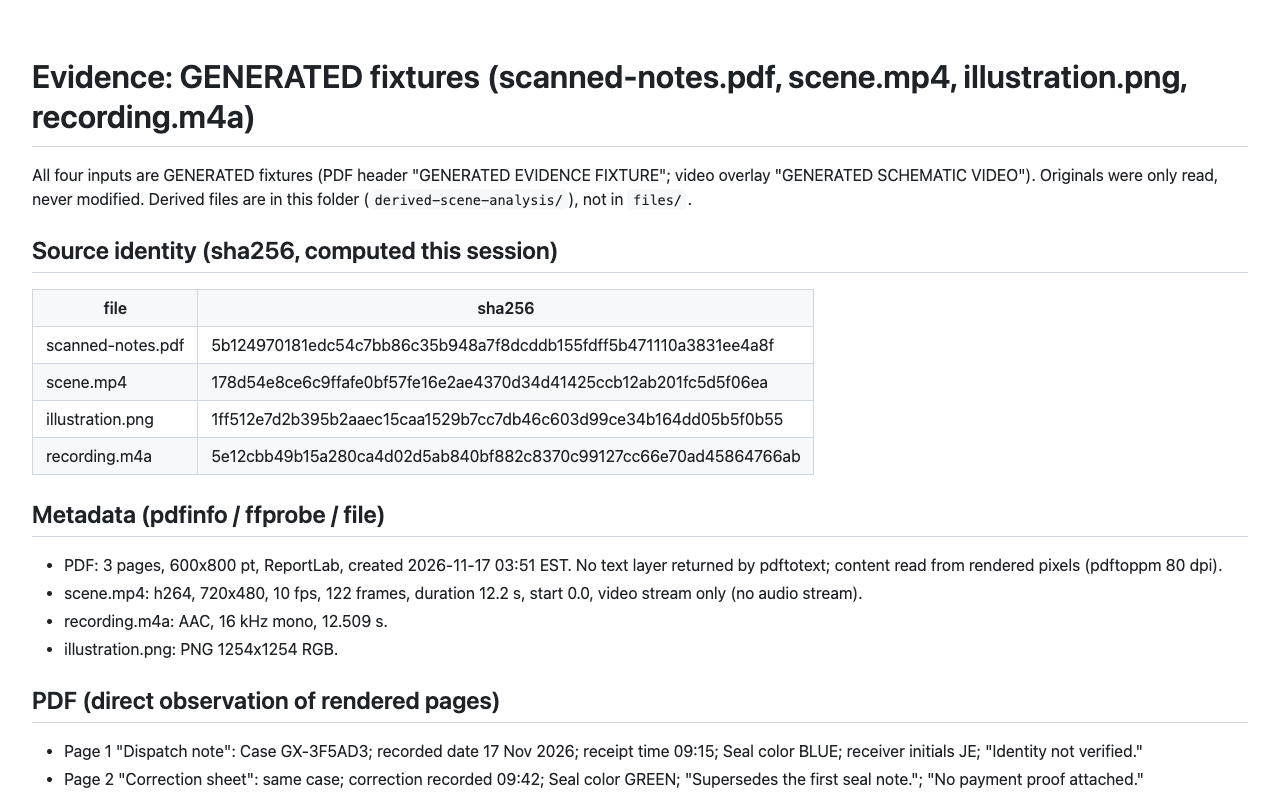 Evidence: GENERATED fixtures (scanned-notes.pdf, scene.mp4, illustration.png,
recording.m4a)
All four inputs are GENERATED fixtures (PDF header "GENERATED EVIDENCE FIXTURE"; video overlay "GENERATED SCHEMATIC VIDEO"). Originals were only read,
never modified. Derived files are in this folder ( derived-scene-analysis/ ), not in files/ .
Source identity (sha256, computed this session)
file sha256
scanned-notes.pdf 5b124970181edc54c7bb86c35b948a7f8dcddb155fdff5b471110a3831ee4a8f
scene.mp4 178d54e8ce6c9ffafe0bf57fe16e2ae4370d34d41425ccb12ab201fc5d5f06ea
illustration.png 1ff512e7d2b395b2aaec15caa1529b7cc7db46c603d99ce34b164dd05b5f0b55
recording.m4a 5e12cbb49b15a280ca4d02d5ab840bf882c8370c99127cc66e70ad45864766ab
Metadata (pdfinfo / ffprobe / file)
• PDF: 3 pages, 600x800 pt, ReportLab, created 2026-11-17 03:51 EST. No text layer returned by pdftotext; content read from rendered pixels (pdftoppm 80 dpi).
• scene.mp4: h264, 720x480, 10 fps, 122 frames, duration 12.2 s, start 0.0, video stream only (no audio stream).
• recording.m4a: AAC, 16 kHz mono, 12.509 s.
• illustration.png: PNG 1254x1254 RGB.
PDF (direct observation of rendered pages)
• Page 1 "Dispatch note": Case GX-3F5AD3; recorded date 17 Nov 2026; receipt time 09:15; Seal color BLUE; receiver initials JE; "Identity not verified."
• Page 2 "Correction sheet": same case; correction recorded 09:42; Seal color GREEN; "Supersedes the first seal note."; "No payment proof attached."